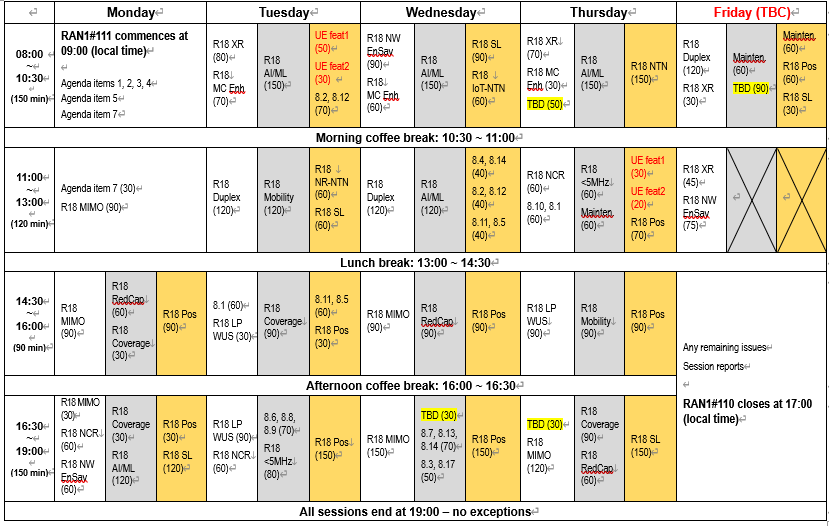 Monday Tuesday Wednesday Thursday Friday (TBC)
08:00
~
10:30
(150 min)
RAN1#111 commences at
09:00 (local time)
Agenda items 1, 2, 3, 4
Agenda item 5
Agenda item 7
R18 XR
(80)
R18
MC Enh
(70)
R18
AI/ML
(150)
UE feat1
(50)
UE feat2
(30)
8.2, 8.12
(70)
R18 NW
EnSav
(90)
R18
MC Enh
(60)
R18
AI/ML
(150)
R18 SL
(90)
R18
IoT-NTN
(60)
R18 XR
(70)
R18 MC
Enh (30)
TBD (50)
R18
AI/ML
(150)
R18 NTN
(150)
R18
Duplex
(120)
R18 XR
(30)
Mainten
(60)
TBD (90)
Mainten
(60)
R18 Pos
(60)
R18 SL
(30)
Morning coffee break: 10:30 ~ 11:00
11:00
~
13:00
(120 min)
Agenda item 7 (30)
R18 MIMO (90)
R18
Duplex
(120)
R18
Mobility
(120)
R18
NR-NTN
(60)
R18 SL
(60)
R18
Duplex
(120)
R18
AI/ML
(120)
8.4, 8.14
(40)
8.2, 8.12
(40)
8.11, 8.5
(40)
R18 NCR
(60)
8.10, 8.1
(60)
R18
<5MHz
(60)
Mainten
(60)
UE feat1
(30)
UE feat2
(20)
R18 Pos
(70)
R18 XR
(45)
R18 NW
EnSav
(75)
Lunch break: 13:00 ~ 14:30
14:30
~
16:00
(90 min)
R18
MIMO
(90)
R18
RedCap
(60)
R18
Coverage
(30)
R18 Pos
(90)
8.1 (60)
R18 LP
WUS (30)
R18
Coverage
(90)
8.11, 8.5
(60)
R18 Pos
(30)
R18 MIMO
(90)
R18
RedCap
(90)
R18 Pos
(90)
R18 LP
WUS
(90)
R18
Mobility
(90)
R18 Pos
(90)
Any remaining issues
Session reports
RAN1#110 closes at 17:00
(local time)
Afternoon coffee break: 16:00 ~ 16:30
16:30
~
19:00
(150 min)
R18 MIMO
(30)
R18 NCR
(60)
R18 NW
EnSav
(60)
R18
Coverage
(30)
R18
AI/ML
(120)
R18 Pos
(30)
R18 SL
(120)
R18 LP
WUS (90)
R18 NCR
(60)
8.6, 8.8,
8.9 (70)
R18
<5MHz
(80)
R18 Pos
(150)
R18 MIMO
(150)
TBD (30)
8.7, 8.13,
8.14 (70)
8.3, 8.17
(50)
R18 Pos
(150)
TBD (30)
R18
MIMO
(120)
R18
Coverage
(90)
R18
RedCap
(60)
R18 SL
(150)
All sessions end at 19:00 – no exceptions